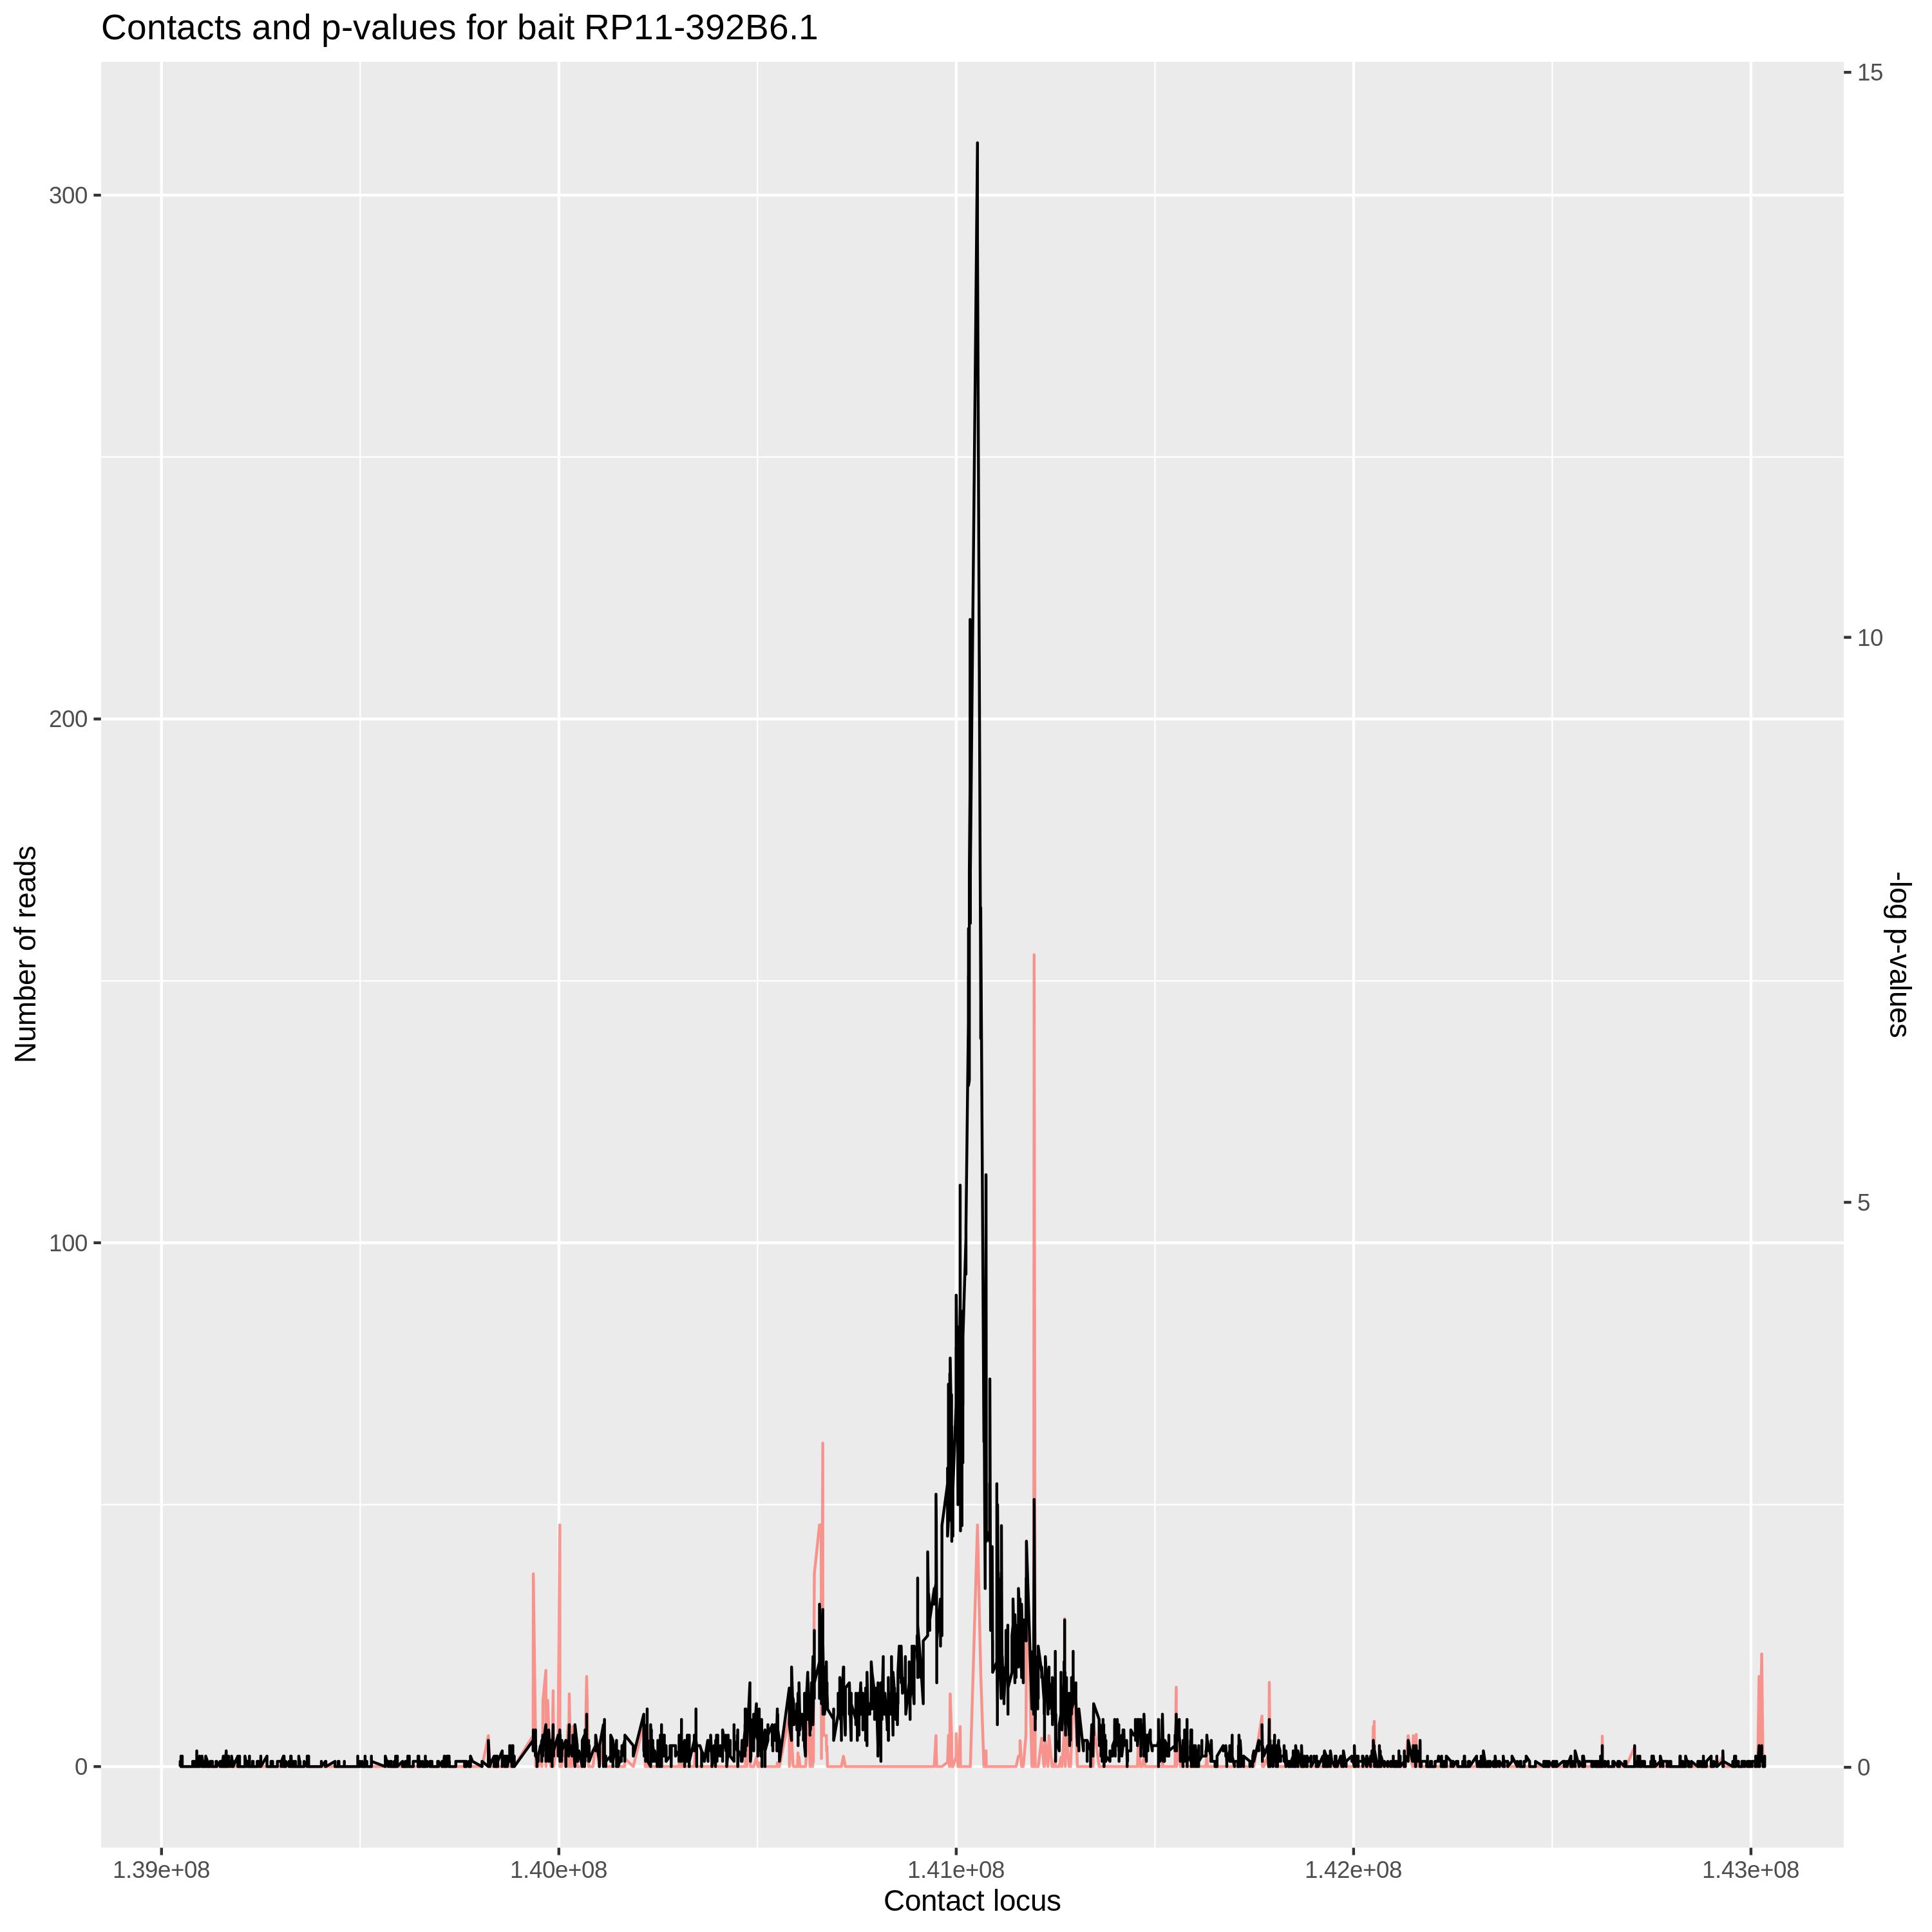 Contacts and p-values for bait RP11-392B6.1
15
300
10
200
Number of reads
-log p-values
5
100
0
0
1.39e+08
1.40e+08
1.41e+08
1.42e+08
1.43e+08
Contact locus